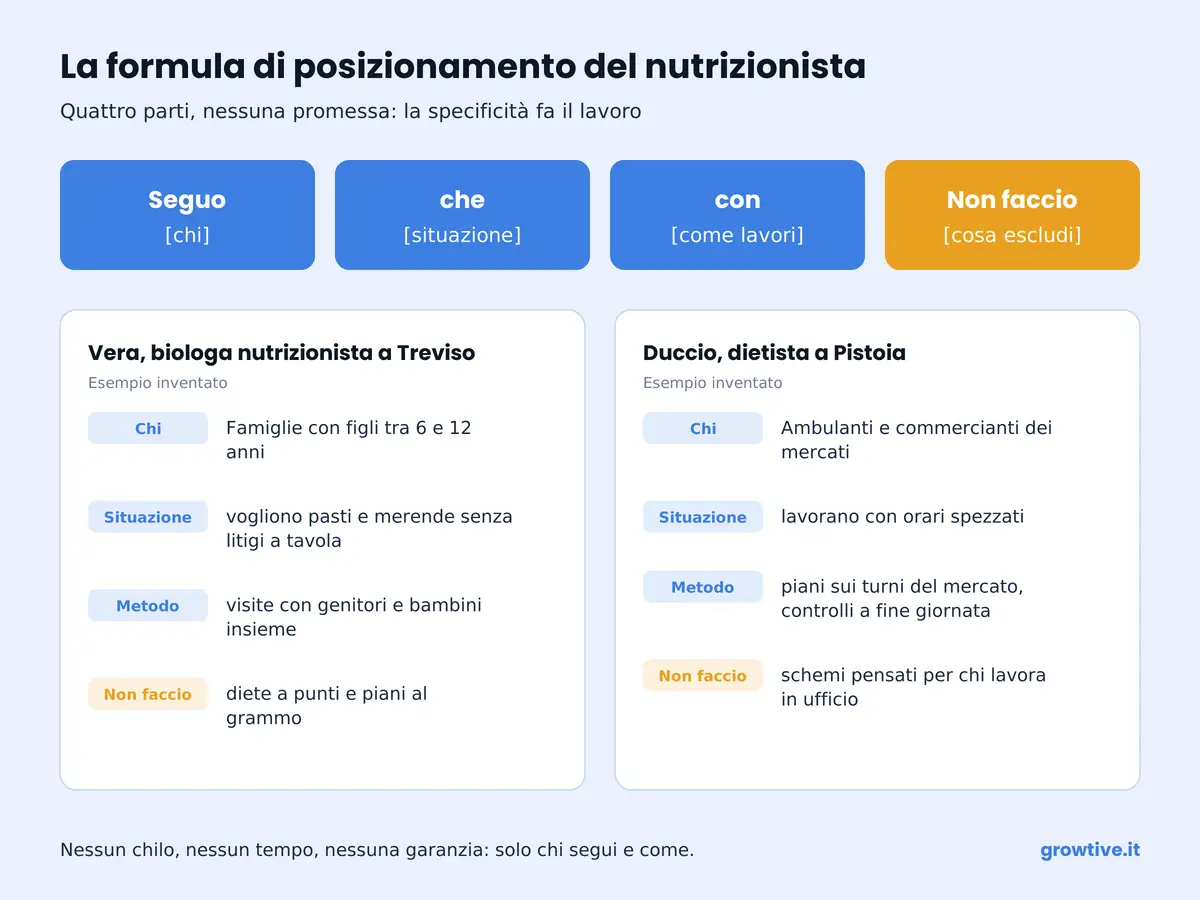 La formula di posizionamento del nutrizionista
Quattro parti, nessuna promessa: la specificità fa il lavoro
Seguo
[chi]
che
[situazione]
con
[come lavori]
Non faccio
[cosa escludi]
Vera, biologa nutrizionista a Treviso
Esempio inventato
Chi
Famiglie con figli tra 6 e 12
anni
Situazione
vogliono pasti e merende senza
litigi a tavola
Metodo
visite con genitori e bambini
insieme
Non faccio
diete a punti e piani al
grammo
Duccio, dietista a Pistoia
Esempio inventato
Chi
Ambulanti e commercianti dei
mercati
Situazione
lavorano con orari spezzati
Metodo
piani sui turni del mercato,
controlli a fine giornata
Non faccio
schemi pensati per chi lavora
in ufficio
Nessun chilo, nessun tempo, nessuna garanzia: solo chi segui e come.
growtive.it